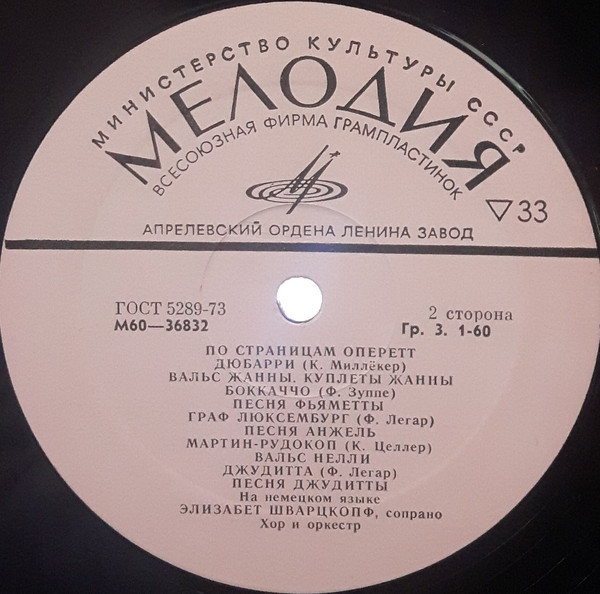 МИНИСТЕРСТВО КУЛЬТУРЫ СССР
МЕЛОДИЯ
ВСЕСОЮЗНАЯ ФИРМА ГРАМПЛАСТИНОК
▽33
АПРЕЛЕВСКИЙ ОРДЕНА ЛЕНИНА ЗАВОД
ГОСТ 5289-73
2 сторона
М60—36832
Гр. 3. 1-60
ПО СТРАНИЦАМ ОПЕРЕТТ
ДЮБАРРИ (К. Миллёкер)
ВАЛЬС ЖАННЫ, КУПЛЕТЫ ЖАННЫ
БОККАЧЧО (Ф. Зуппе)
ПЕСНЯ ФЬЯМЕТТЫ
ГРАФ ЛЮКСЕМБУРГ (Ф. Легар)
ПЕСНЯ АНЖЕЛЬ
МАРТИН-РУДОКОП (К. Целлер)
ВАЛЬС НЕЛЛИ
ДЖУДИТТА (Ф. Легар)
ПЕСНЯ ДЖУДИТТЫ
На немецком языке
ЭЛИЗАБЕТ ШВАРЦКОПФ, сопрано
Хор и оркестр